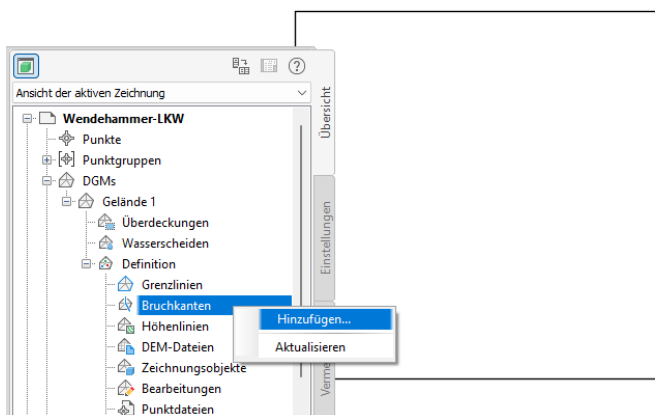 Ansicht der aktiven Zeichnung
Wendehammer-LKW
Punkte
Punktgruppen
DGMs
Gelände 1
Überdeckungen
Wasserscheiden
Definition
Grenzlinien
Bruchkanten
Höhenlinien
DEM-Dateien
Zeichnungsobjekte
Bearbeitungen
Punktdateien
Hinzufügen...
Aktualisieren
Übersicht
Einstellungen
Verme